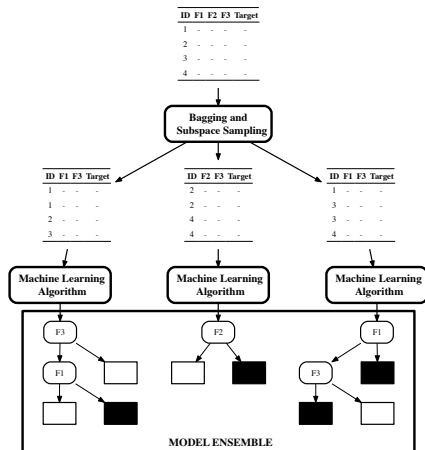 ID F1 F2 F3 Target
1 - - - -
2 - - - -
3 - - - -
4 - - - -
Bagging and
Subspace Sampling
ID F1 F3 Target
1 - - -
1 - - -
2 - - -
3 - - -
ID F2 F3 Target
2 - - -
2 - - -
4 - - -
4 - - -
ID F1 F3 Target
1 - - -
3 - - -
3 - - -
4 - - -
Machine Learning
Algorithm
Machine Learning
Algorithm
Machine Learning
Algorithm
F3
F2
F1
F1
F3
MODEL ENSEMBLE